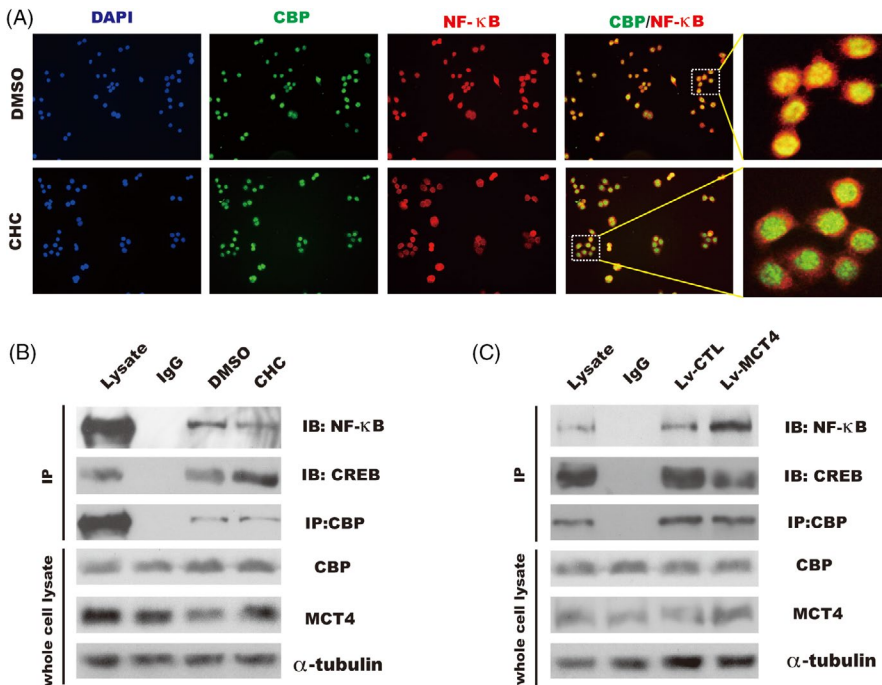 (A)
DAPI CBP NF-κB CBP/NF-κB
DMSO
CHC
(B)
Lysate IgG DMSO CHC
IP
IB: NF-κB
IB: CREB
IP:CBP
whole cell lysate
CBP
MCT4
α-tubulin
(C)
Lysate IgG Lv-CTL Lv-MCT4
IP
IB: NF-κB
IB: CREB
IP:CBP
whole cell lysate
CBP
MCT4
α-tubulin